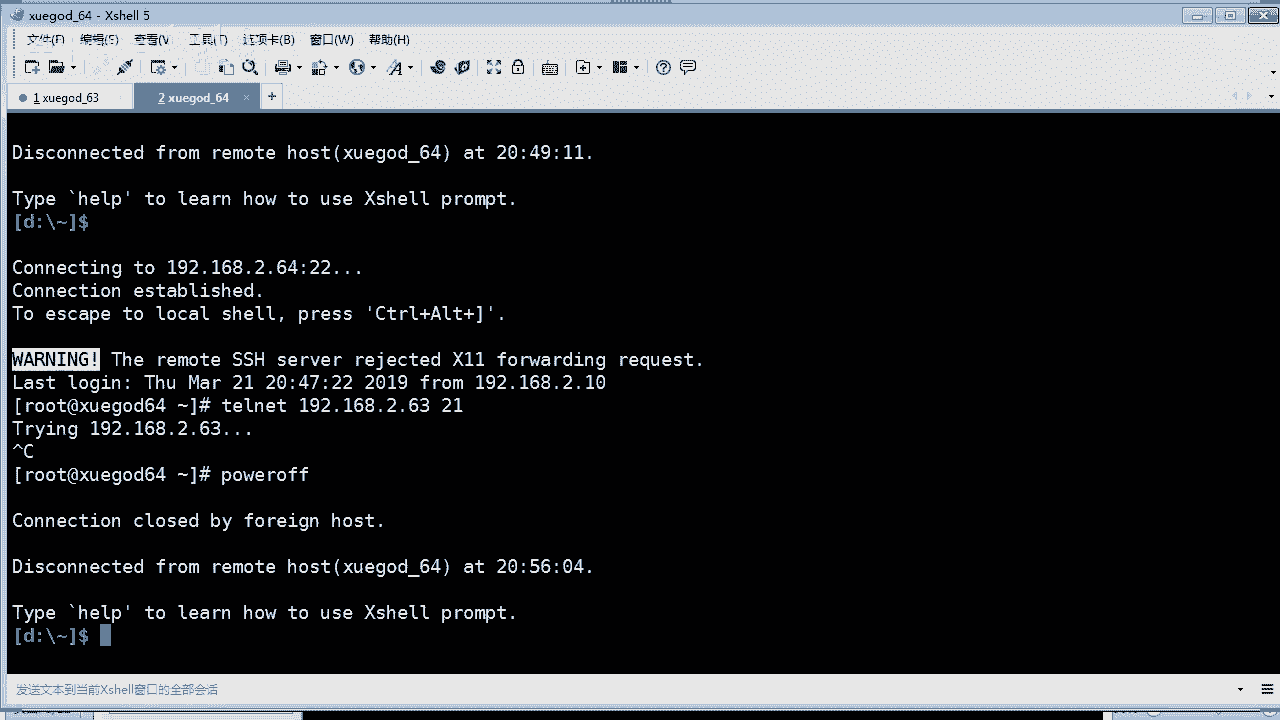 xuegod_64 - Xshell 5
文件(F) 编辑(E) 查看(V) 工具(T) 选项卡(B) 窗口(W) 帮助(H)
1 xuegod_63
2 xuegod_64 × +
Disconnected from remote host(xuegod_64) at 20:49:11.
Type `help' to learn how to use Xshell prompt.
[d:\~]$
Connecting to 192.168.2.64:22...
Connection established.
To escape to local shell, press 'Ctrl+Alt+]'.
WARNING! The remote SSH server rejected X11 forwarding request.
Last login: Thu Mar 21 20:47:22 2019 from 192.168.2.10
[root@xuegod64 ~]# telnet 192.168.2.63 21
Trying 192.168.2.63...
^C
[root@xuegod64 ~]# poweroff
Connection closed by foreign host.
Disconnected from remote host(xuegod_64) at 20:56:04.
Type `help' to learn how to use Xshell prompt.
[d:\~]$
发送文本到当前Xshell窗口的全部会话